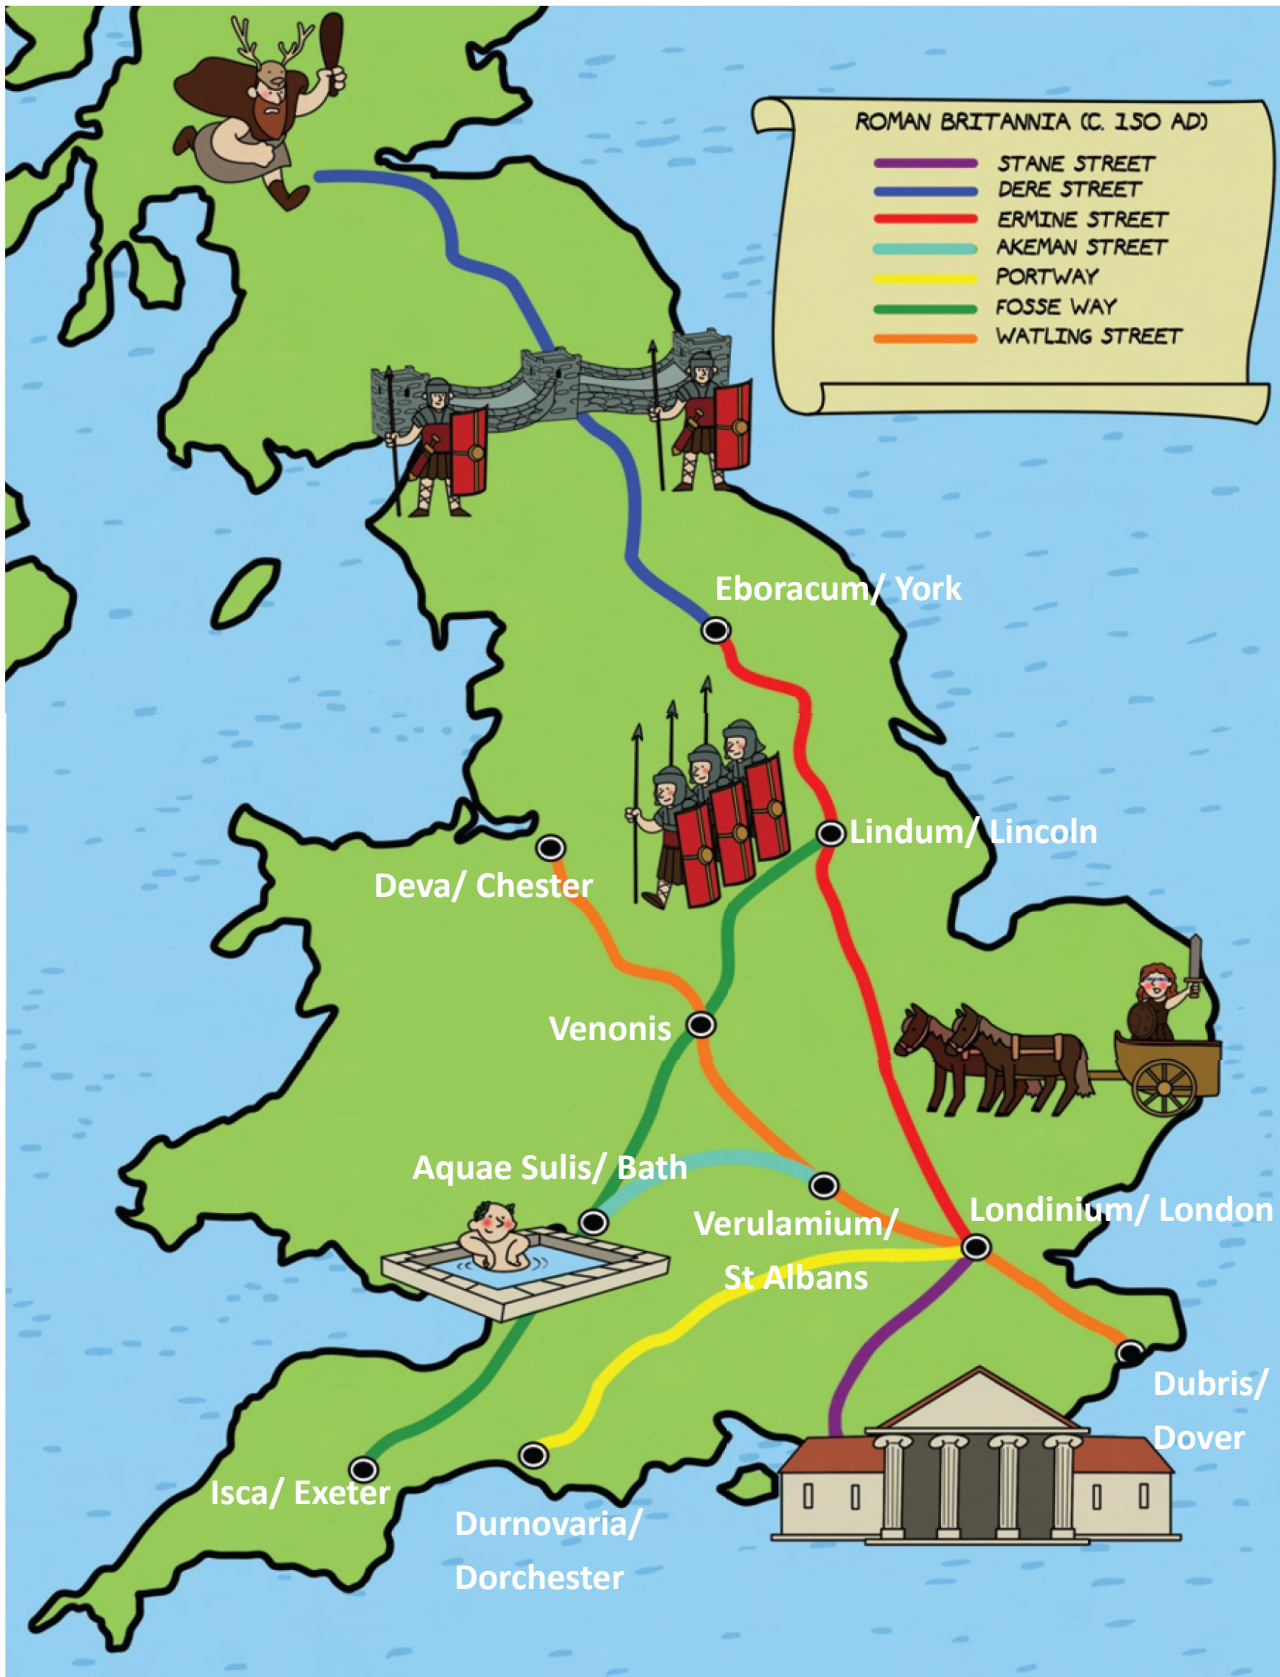 ROMAN BRITANNIA (C. 150 AD)
STANE STREET
DERE STREET
ERMINE STREET
AKEMAN STREET
PORTWAY
FOSSE WAY
WATLING STREET
Eboracum/ York
Lindum/ Lincoln
Deva/ Chester
Venonis
Aquae Sulis/ Bath
Verulamium/
St Albans
Londinium/ London
Dubris/
Dover
Isca/ Exeter
Durnovaria/
Dorchester